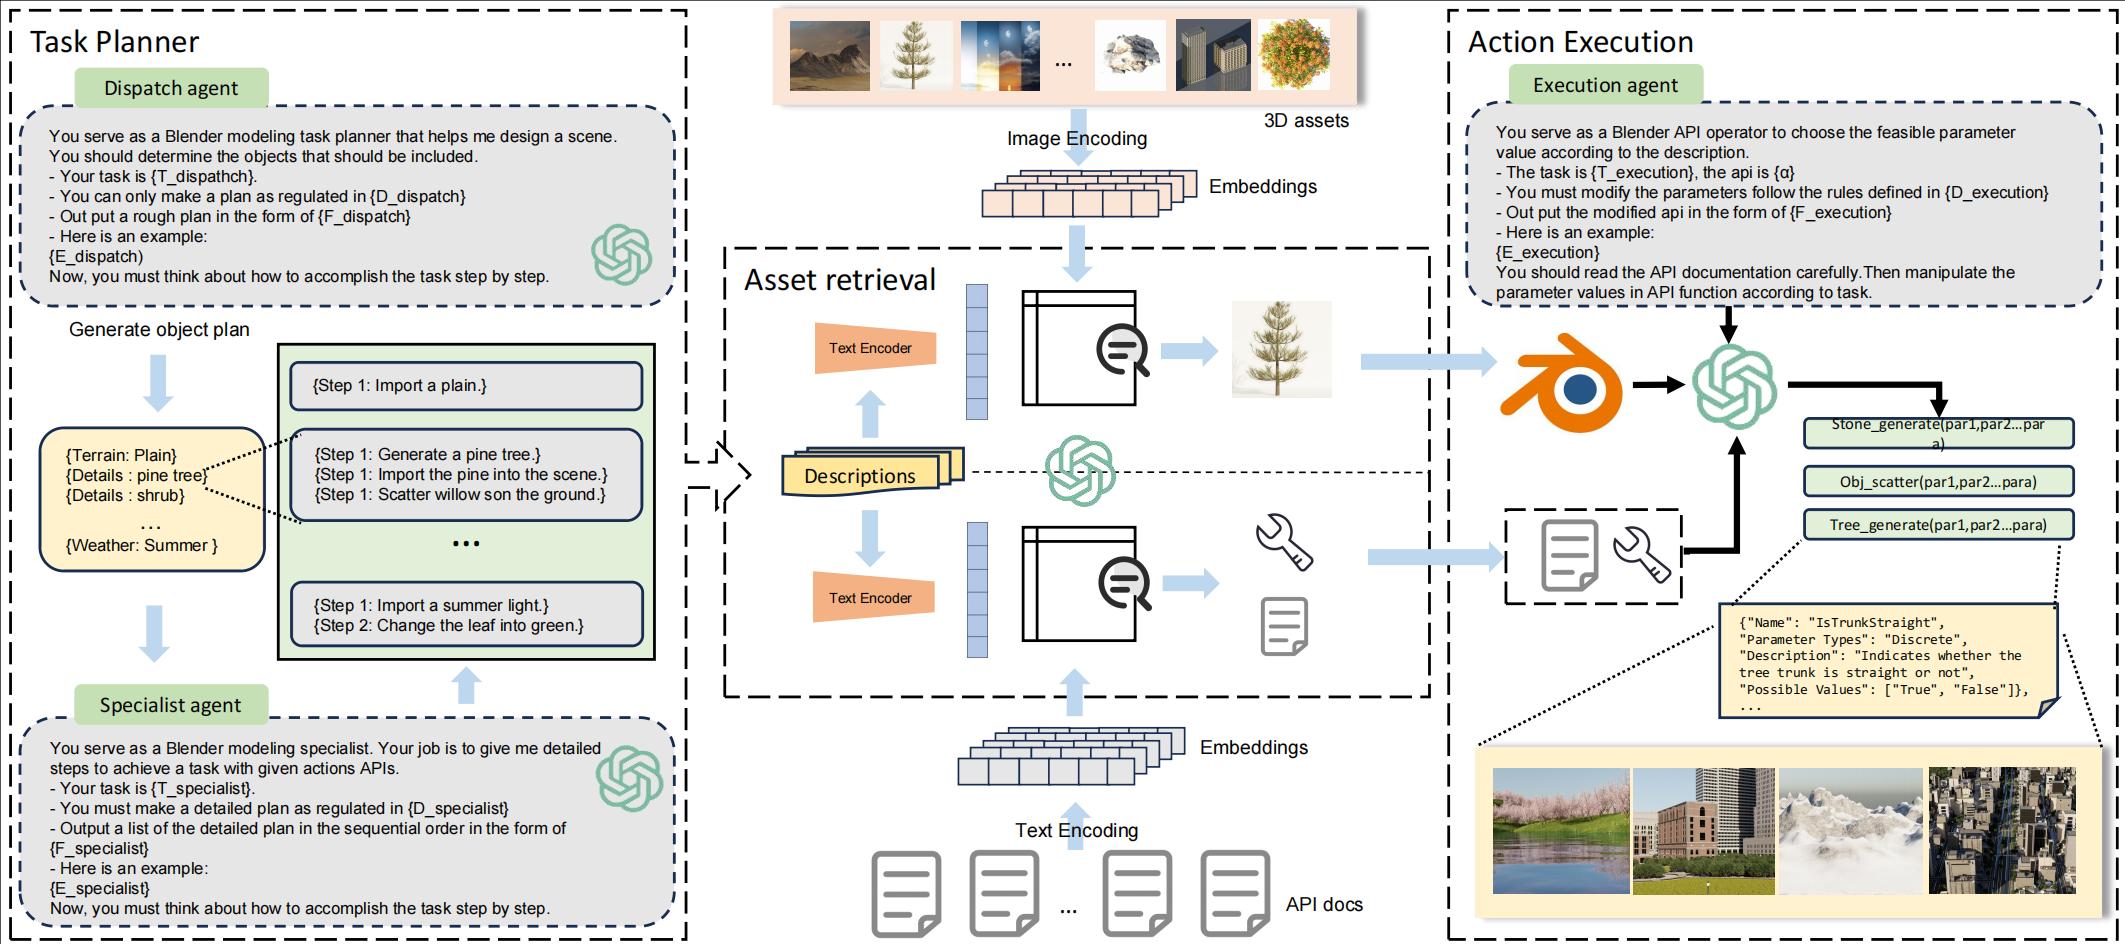 Task Planner
Dispatch agent
You serve as a Blender modeling task planner that helps me design a scene.
You should determine the objects that should be included.
- Your task is {T_dispathch}.
- You can only make a plan as regulated in {D_dispatch}
- Out put a rough plan in the form of {F_dispatch}
- Here is an example:
{E_dispatch)
Now, you must think about how to accomplish the task step by step.
Generate object plan
{Terrain: Plain}
{Details : pine tree}
{Details : shrub}
...
{Weather: Summer }
{Step 1: Import a plain.}
{Step 1: Generate a pine tree.}
{Step 1: Import the pine into the scene.}
{Step 1: Scatter willow son the ground.}
...
{Step 1: Import a summer light.}
{Step 2: Change the leaf into green.}
Specialist agent
You serve as a Blender modeling specialist. Your job is to give me detailed
steps to achieve a task with given actions APIs.
- Your task is {T_specialist}.
- You must make a detailed plan as regulated in {D_specialist}
- Output a list of the detailed plan in the sequential order in the form of
{F_specialist}
- Here is an example:
{E_specialist}
Now, you must think about how to accomplish the task step by step.
...
3D assets
Image Encoding
Embeddings
Asset retrieval
Text Encoder
Descriptions
Text Encoder
Embeddings
Text Encoding
...
API docs
Action Execution
Execution agent
You serve as a Blender API operator to choose the feasible parameter
value according to the description.
- The task is {T_execution}, the api is {α}
- You must modify the parameters follow the rules defined in {D_execution}
- Out put the modified api in the form of {F_execution}
- Here is an example:
{E_execution}
You should read the API documentation carefully.Then manipulate the
parameter values in API function according to task.
Stone_generate(par1,par2...par
a)
Obj_scatter(par1,par2...para)
Tree_generate(par1,par2...para)
{"Name": "IsTrunkStraight",
"Parameter Types": "Discrete",
"Description": "Indicates whether the
tree trunk is straight or not",
"Possible Values": ["True", "False"]},
...